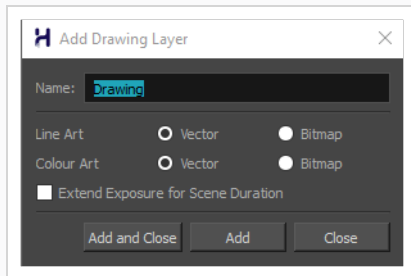 Add Drawing Layer
Name: Drawing
Line Art Vector Bitmap
Colour Art Vector Bitmap
Extend Exposure for Scene Duration
Add and Close Add Close